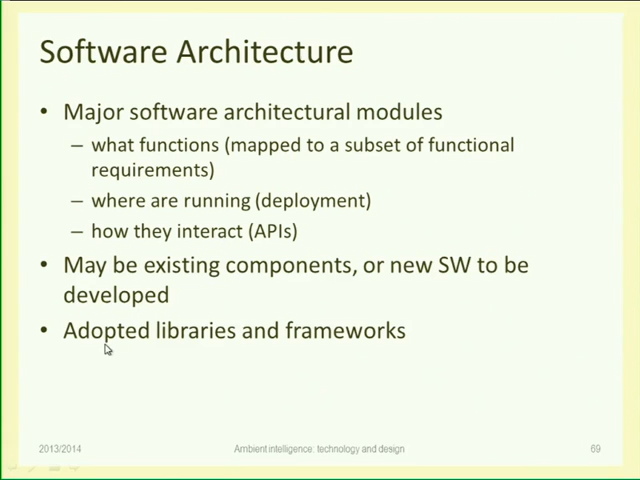 Software Architecture
• Major software architectural modules
– what functions (mapped to a subset of functional
requirements)
– where are running (deployment)
– how they interact (APIs)
• May be existing components, or new SW to be
developed
• Adopted libraries and frameworks
2013/2014 Ambient intelligence: technology and design 69